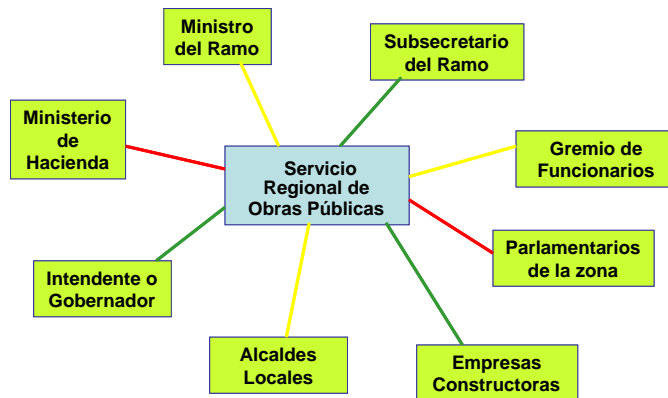 Ministro
del Ramo
Subsecretario
del Ramo
Ministerio
de
Hacienda
Servicio
Regional de
Obras Públicas
Gremio de
Funcionarios
Parlamentarios
de la zona
Intendente o
Gobernador
Alcaldes
Locales
Empresas
Constructoras